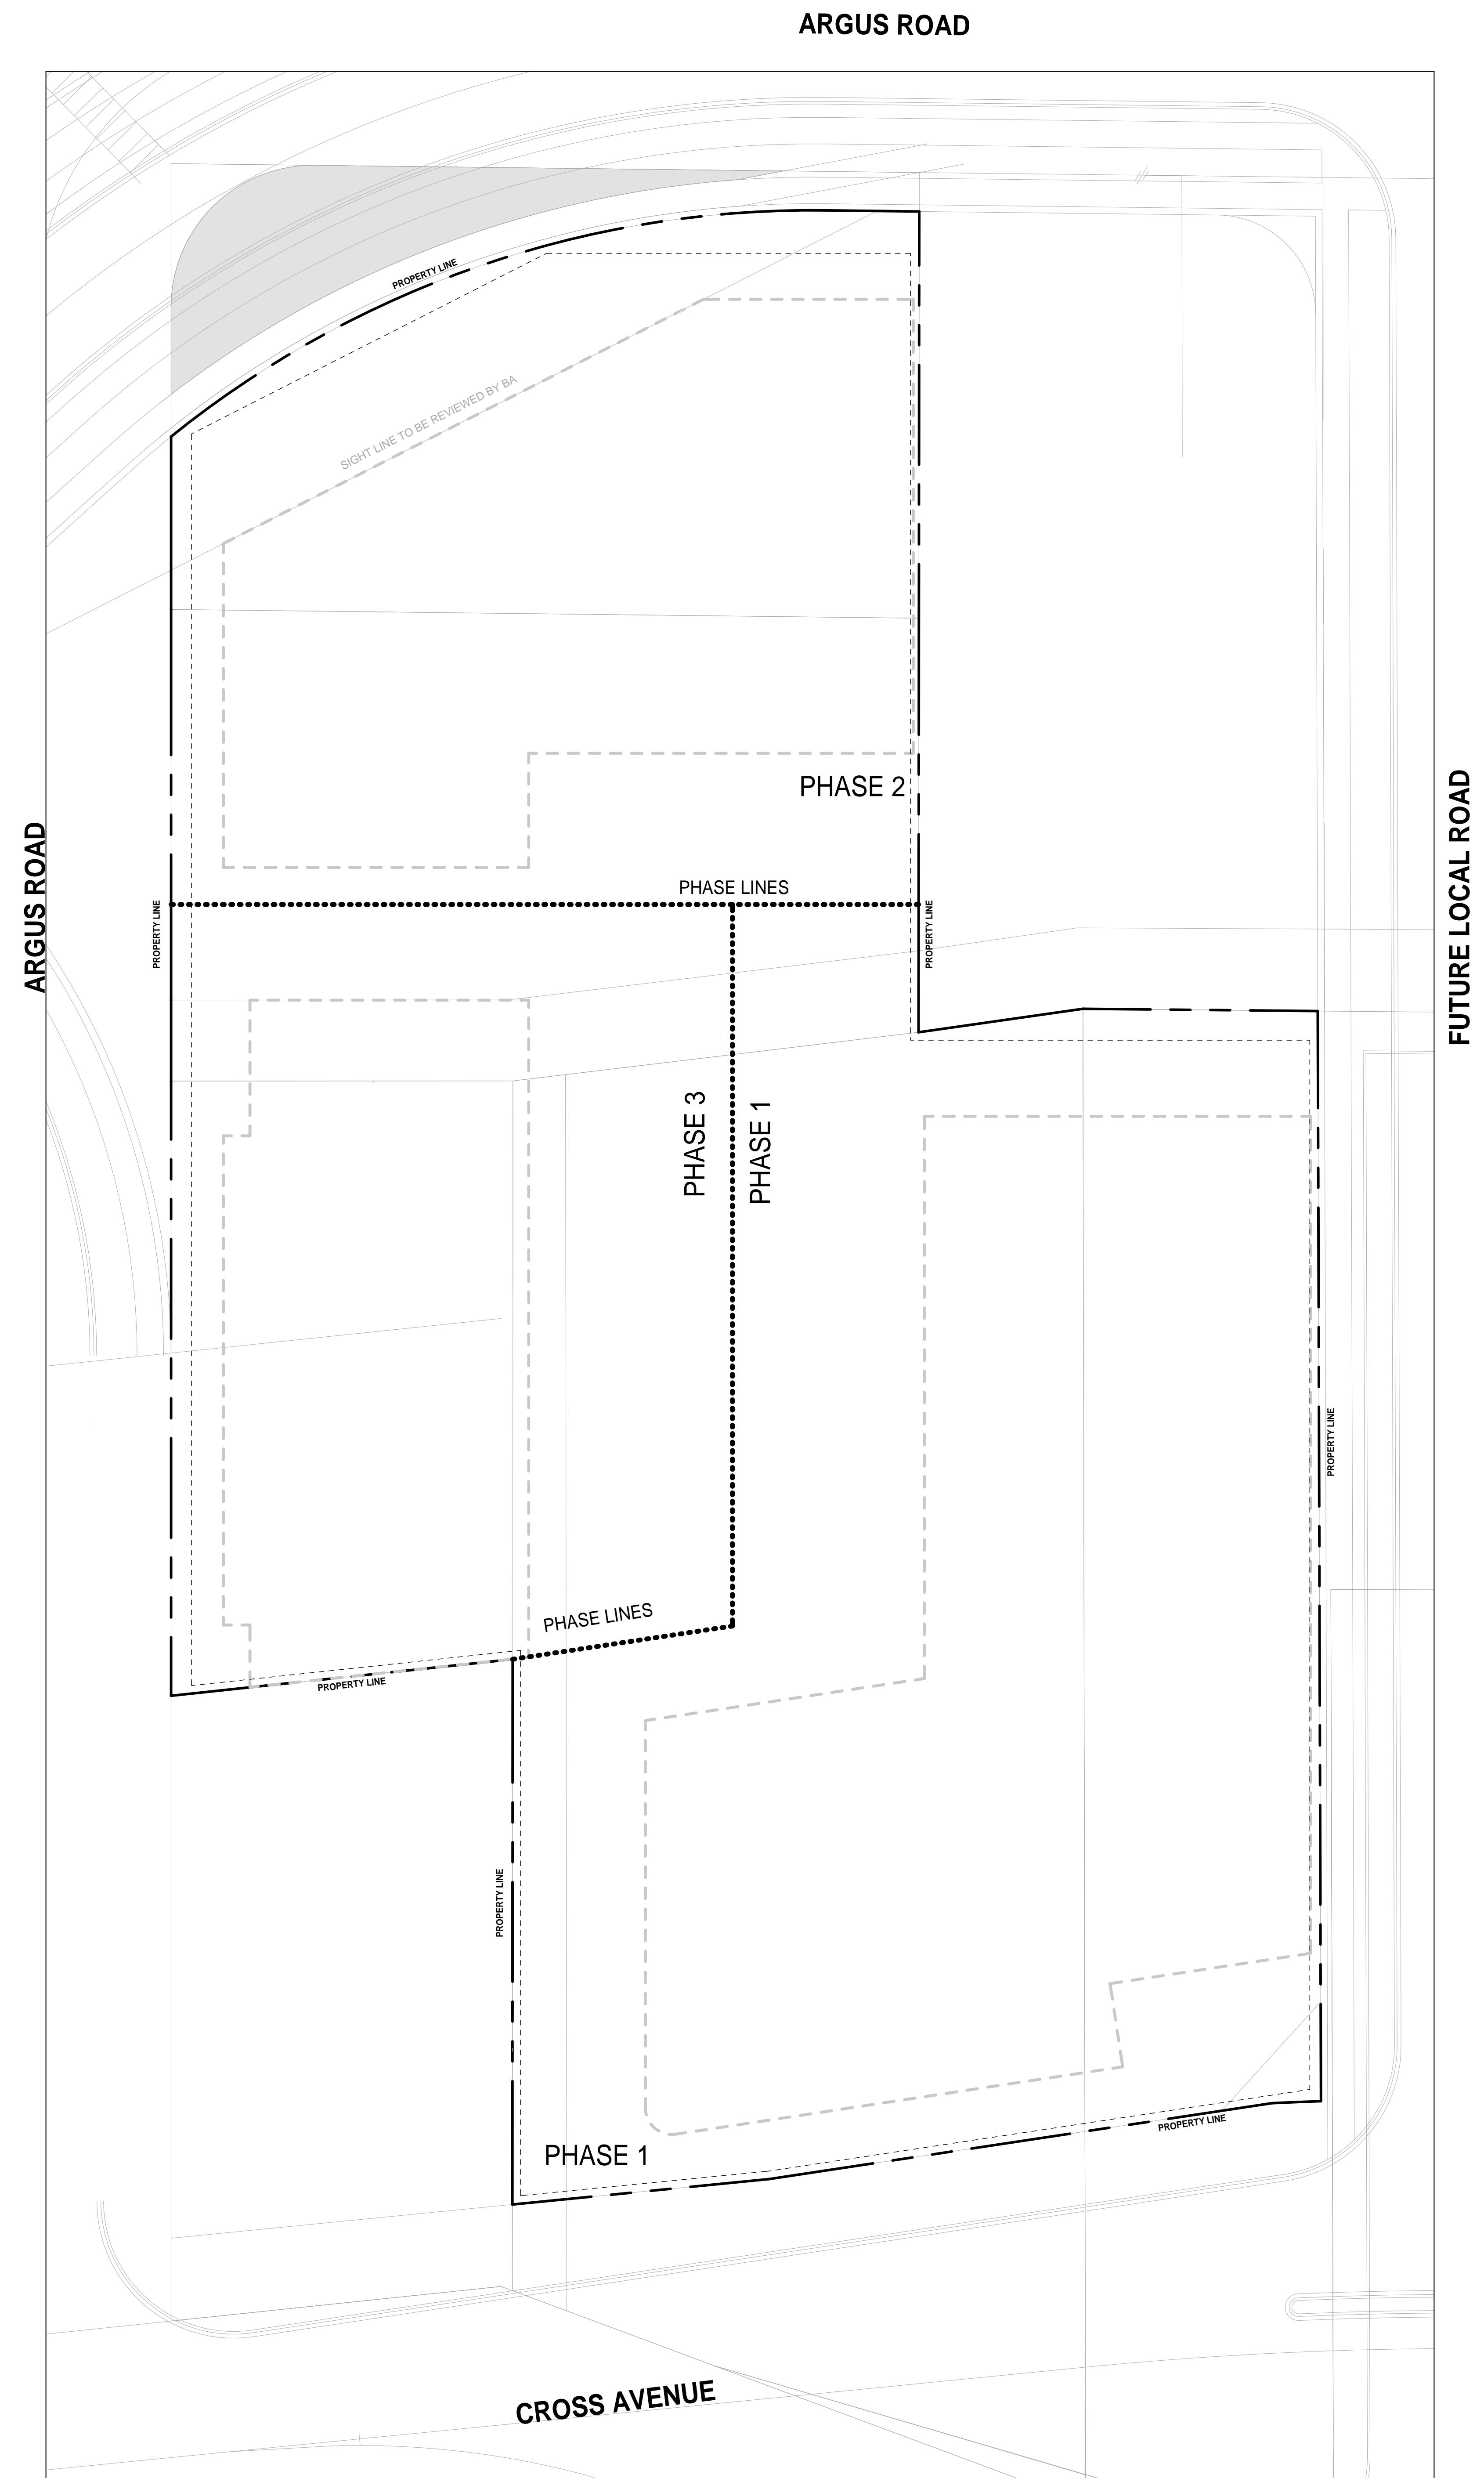 ARGUS ROAD
PROPERTY LINE
SIGHT LINE TO BE REVIEWED BY BA
PHASE 2
ARGUS ROAD
FUTURE LOCAL ROAD
PHASE LINES
PROPERTY LINE
PROPERTY LINE
PHASE 3
PHASE 1
PROPERTY LINE
PHASE LINES
PROPERTY LINE
PROPERTY LINE
PROPERTY LINE
PHASE 1
CROSS AVENUE